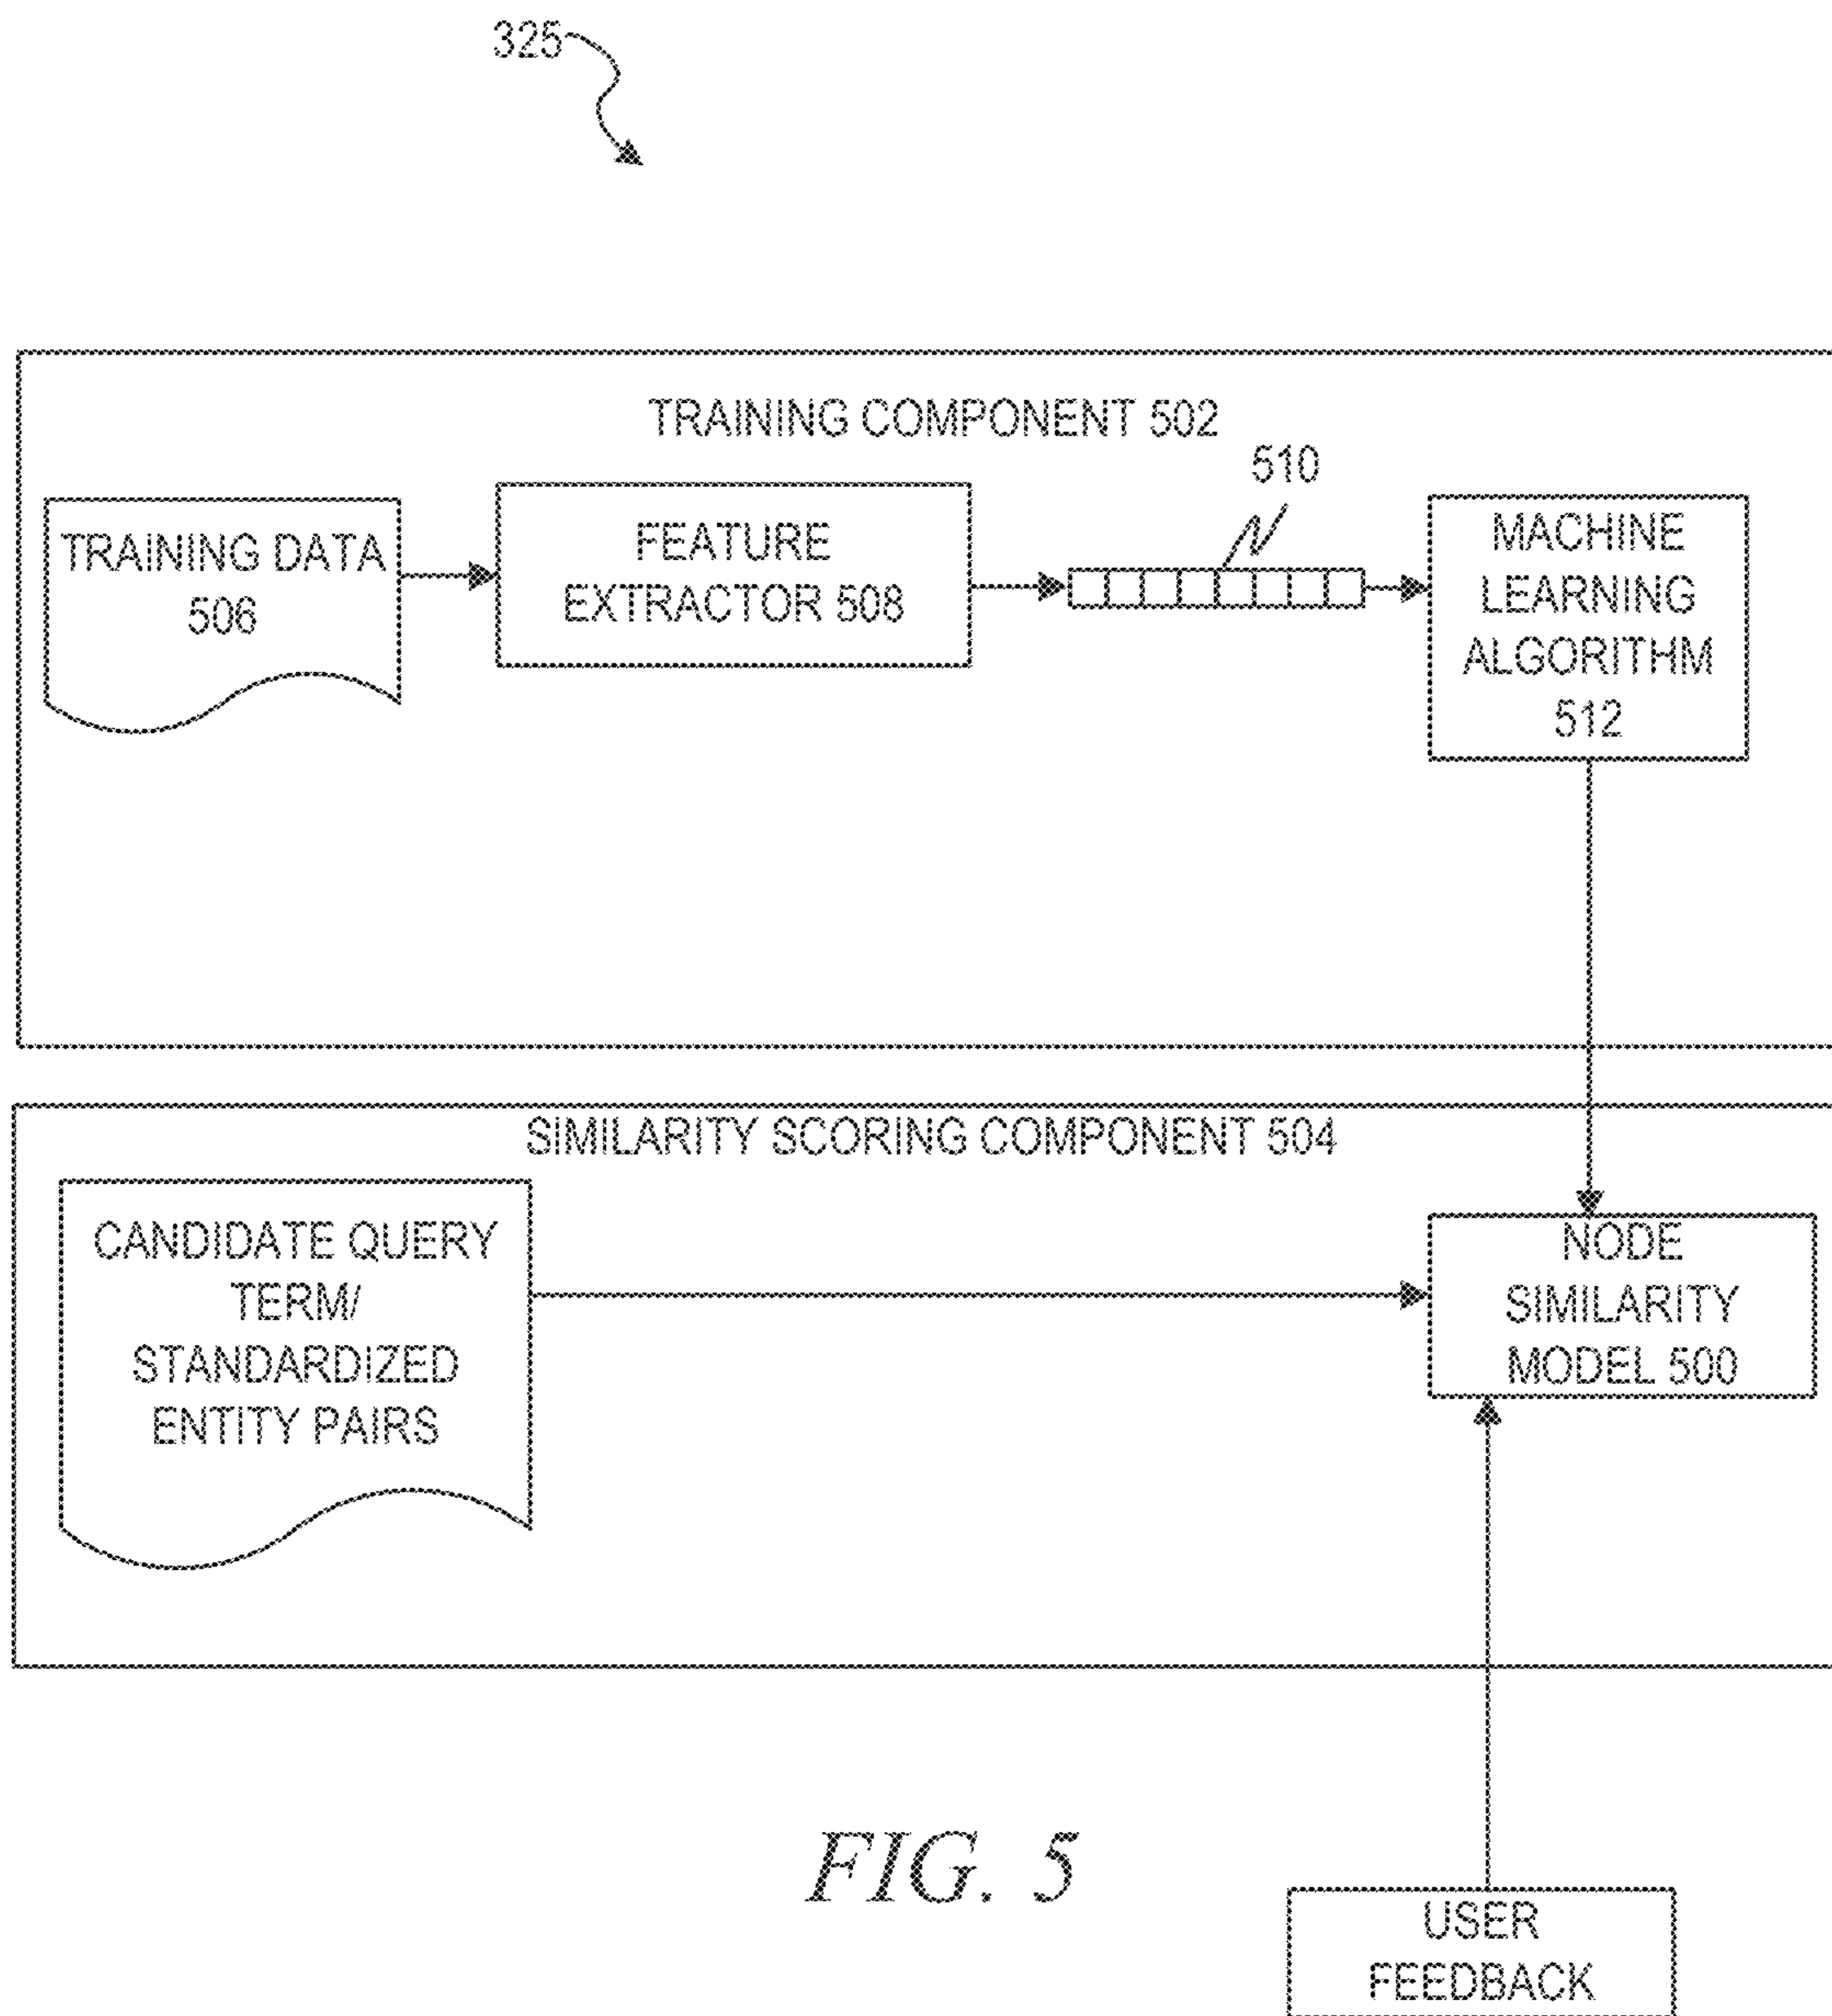 325
TRAINING COMPONENT 502
510
TRAINING DATA
506
FEATURE
EXTRACTOR 508
MACHINE
LEARNING
ALGORITHM
512
SIMILARITY SCORING COMPONENT 504
CANDIDATE QUERY
TERM/
STANDARDIZED
ENTITY PAIRS
NODE
SIMILARITY
MODEL 500
FIG. 5
USER
FEEDBACK